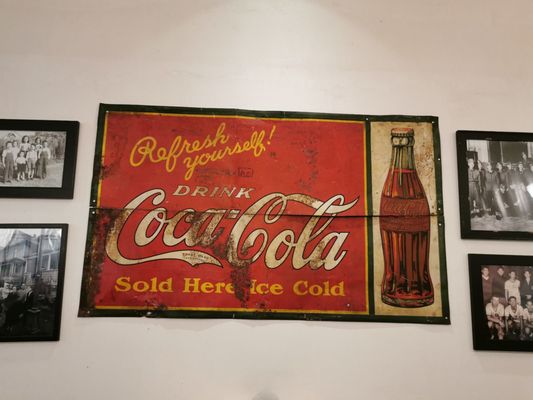 Refresh
yourself!
DRINK
Coca-Cola
Sold Here Ice Cold